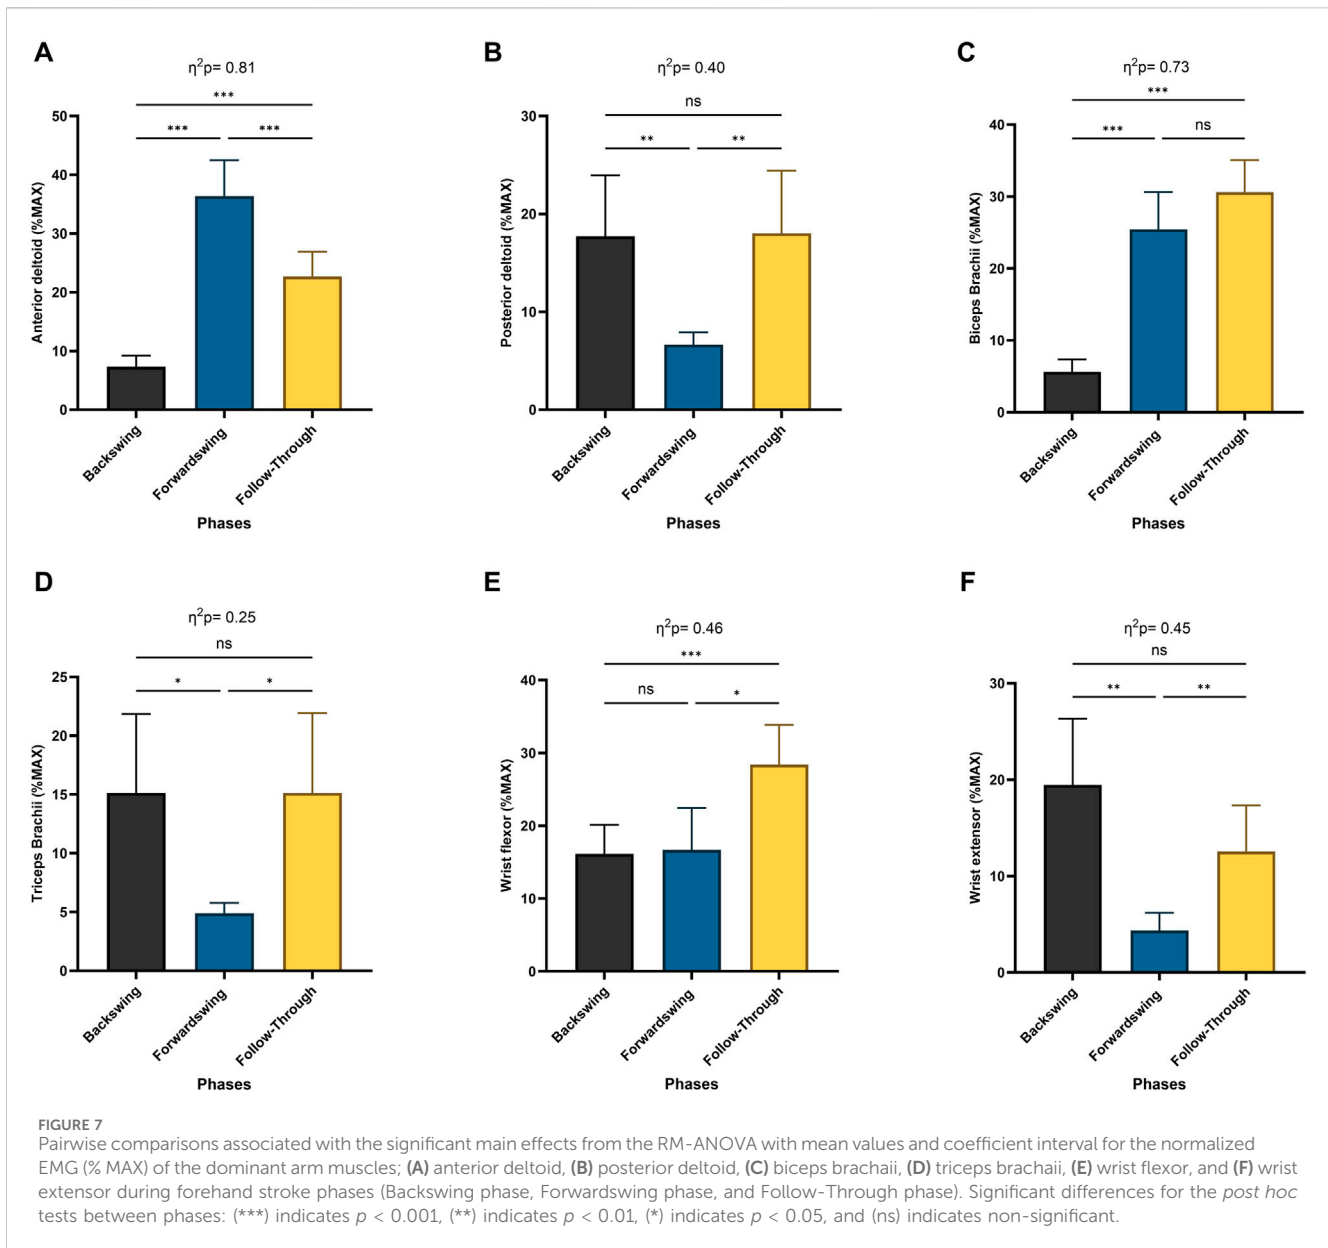 A
η²p= 0.81
***
***
***
Anterior deltoid (%MAX)
50
40
30
20
10
0
Backswing
Forwardswing
Follow-Through
Phases
B
η²p= 0.40
ns
**
**
Posterior deltoid (%MAX)
30
20
10
0
Backswing
Forwardswing
Follow-Through
Phases
C
η²p= 0.73
***
***
ns
Biceps Brachii (%MAX)
40
30
20
10
0
Backswing
Forwardswing
Follow-Through
Phases
D
η²p= 0.25
ns
*
*
Triceps Brachii (%MAX)
25
20
15
10
5
0
Backswing
Forwardswing
Follow-Through
Phases
E
η²p= 0.46
***
ns
*
Wrist flexor (%MAX)
40
30
20
10
0
Backswing
Forwardswing
Follow-Through
Phases
F
η²p= 0.45
ns
**
**
Wrist extensor (%MAX)
30
20
10
0
Backswing
Forwardswing
Follow-Through
Phases
FIGURE 7
Pairwise comparisons associated with the significant main effects from the RM-ANOVA with mean values and coefficient interval for the normalized
EMG (% MAX) of the dominant arm muscles; (A) anterior deltoid, (B) posterior deltoid, (C) biceps brachaii, (D) triceps brachaii, (E) wrist flexor, and (F) wrist
extensor during forehand stroke phases (Backswing phase, Forwardswing phase, and Follow-Through phase). Significant differences for the post hoc
tests between phases: (***) indicates p < 0.001, (**) indicates p < 0.01, (*) indicates p < 0.05, and (ns) indicates non-significant.